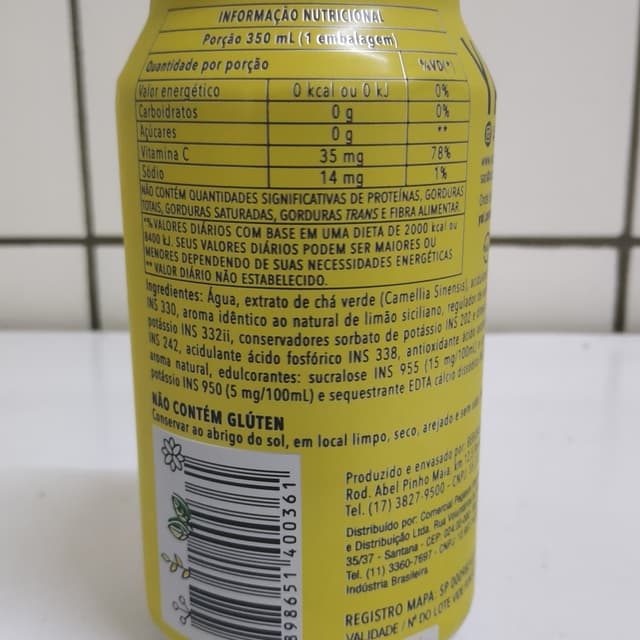 INFORMAÇÃO NUTRICIONAL
Porção 350 mL (1 embalagem)
Quantidade por porção %VD(*)
Valor energético 0 kcal ou 0 kJ 0%
Carboidratos 0 g 0%
Açúcares 0 g **
Vitamina C 35 mg 78%
Sódio 14 mg 1%
NÃO CONTÉM QUANTIDADES SIGNIFICATIVAS DE PROTEÍNAS, GORDURAS
TOTAIS, GORDURAS SATURADAS, GORDURAS TRANS E FIBRA ALIMENTAR.
*% VALORES DIÁRIOS COM BASE EM UMA DIETA DE 2000 kcal ou
8400 kJ. SEUS VALORES DIÁRIOS PODEM SER MAIORES OU
MENORES DEPENDENDO DE SUAS NECESSIDADES ENERGÉTICAS
** VALOR DIÁRIO NÃO ESTABELECIDO.
Ingredientes: Água, extrato de chá verde (Camellia Sinensis),
INS 330, aroma idêntico ao natural de limão siciliano, regulador de
potássio INS 332ii, conservadores sorbato de potássio INS 202 e
INS 242, acidulante ácido fosfórico INS 338, antioxidante ácido
aroma natural, edulcorantes: sucralose INS 955 (15 mg/100mL) e
potássio INS 950 (5 mg/100mL) e sequestrante EDTA cálcio
NÃO CONTÉM GLÚTEN
Conservar ao abrigo do sol, em local limpo, seco, arejado e sem
Produzido e envasado por:
Rod. Abel Pinho Maia, km
Tel. (17) 3827-9500 -
Distribuído por: Comercial
e Distribuição Ltda. Rua
35/37 - Santana - CEP:
Tel. (11) 3360-7697 - CNPJ:
Indústria Brasileira
REGISTRO MAPA: SP
VALIDADE / Nº DO LOTE
898651 400361